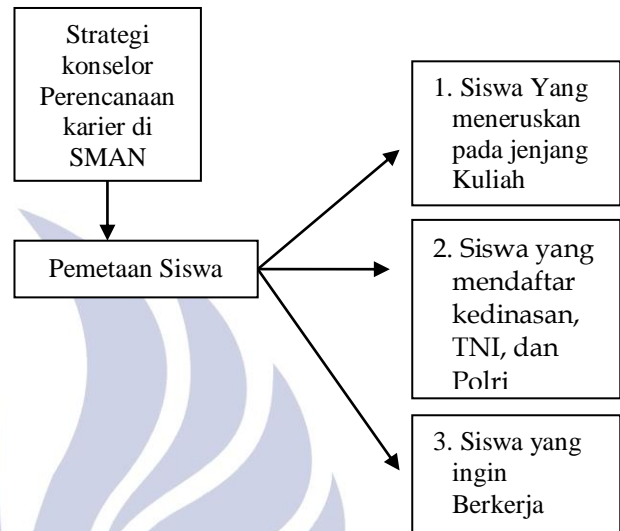 Strategi
konselor
Perencanaan
karier di
SMAN
Pemetaan Siswa
1. Siswa Yang
meneruskan
pada jenjang
Kuliah
2. Siswa yang
mendaftar
kedinasan,
TNI, dan
Polri
3. Siswa yang
ingin
Berkerja